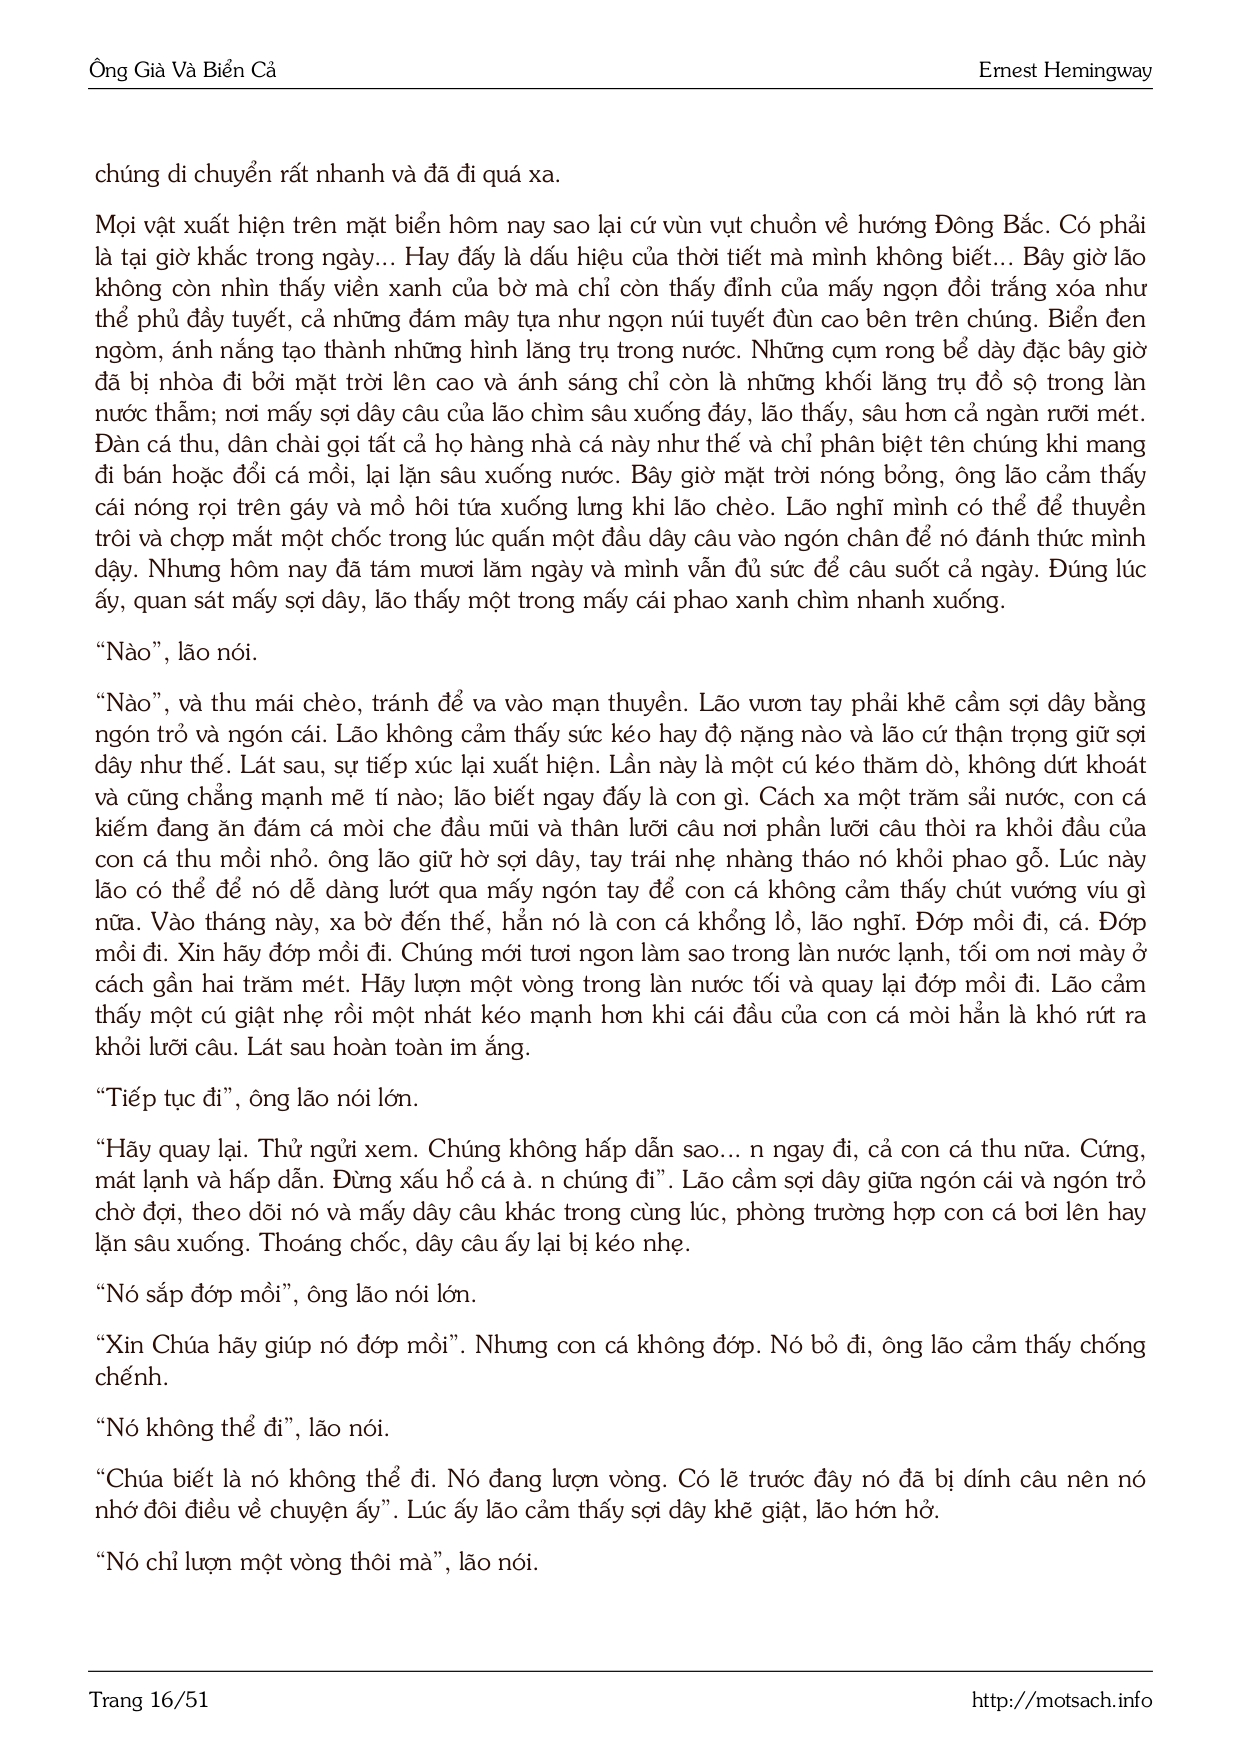 Ông Già Và Biển Cả
Ernest Hemingway
chúng di chuyển rất nhanh và đã đi quá xa.
Mọi vật xuất hiện trên mặt biển hôm nay sao lại cứ vùn vụt chuồn về hướng Đông Bắc. Có phải
là tại giờ khắc trong ngày... Hay đấy là dấu hiệu của thời tiết mà mình không biết... Bây giờ lão
không còn nhìn thấy viền xanh của bờ mà chỉ còn thấy đỉnh của mấy ngọn đồi trắng xóa như
thể phủ đầy tuyết, cả những đám mây tựa như ngọn núi tuyết đùn cao bên trên chúng. Biển đen
ngòm, ánh nắng tạo thành những hình lăng trụ trong nước. Những cụm rong bể dày đặc bây giờ
đã bị nhòa đi bởi mặt trời lên cao và ánh sáng chỉ còn là những khối lăng trụ đồ sộ trong làn
nước thẫm; nơi mấy sợi dây câu của lão chìm sâu xuống đáy, lão thấy, sâu hơn cả ngàn rưỡi mét.
Đàn cá thu, dân chài gọi tất cả họ hàng nhà cá này như thế và chỉ phân biệt tên chúng khi mang
đi bán hoặc đổi cá mồi, lại lặn sâu xuống nước. Bây giờ mặt trời nóng bỏng, ông lão cảm thấy
cái nóng rọi trên gáy và mồ hôi tứa xuống lưng khi lão chèo. Lão nghĩ mình có thể để thuyền
trôi và chợp mắt một chốc trong lúc quấn một đầu dây câu vào ngón chân để nó đánh thức mình
dậy. Nhưng hôm nay đã tám mươi lăm ngày và mình vẫn đủ sức để câu suốt cả ngày. Đúng lúc
ấy, quan sát mấy sợi dây, lão thấy một trong mấy cái phao xanh chìm nhanh xuống.
“Nào”, lão nói.
“Nào”, và thu mái chèo, tránh để va vào mạn thuyền. Lão vươn tay phải khẽ cầm sợi dây bằng
ngón trỏ và ngón cái. Lão không cảm thấy sức kéo hay độ nặng nào và lão cứ thận trọng giữ sợi
dây như thế. Lát sau, sự tiếp xúc lại xuất hiện. Lần này là một cú kéo thăm dò, không dứt khoát
và cũng chẳng mạnh mẽ tí nào; lão biết ngay đấy là con gì. Cách xa một trăm sải nước, con cá
kiếm đang ăn đám cá mòi che đầu mũi và thân lưỡi câu nơi phần lưỡi câu thòi ra khỏi đầu của
con cá thu mồi nhỏ. ông lão giữ hờ sợi dây, tay trái nhẹ nhàng tháo nó khỏi phao gỗ. Lúc này
lão có thể để nó dễ dàng lướt qua mấy ngón tay để con cá không cảm thấy chút vướng víu gì
nữa. Vào tháng này, xa bờ đến thế, hẳn nó là con cá khổng lồ, lão nghĩ. Đớp mồi đi, cá. Đớp
mồi đi. Xin hãy đớp mồi đi. Chúng mới tươi ngon làm sao trong làn nước lạnh, tối om nơi mày ở
cách gần hai trăm mét. Hãy lượn một vòng trong làn nước tối và quay lại đớp mồi đi. Lão cảm
thấy một cú giật nhẹ rồi một nhát kéo mạnh hơn khi cái đầu của con cá mòi hẳn là khó rứt ra
khỏi lưỡi câu. Lát sau hoàn toàn im ắng.
“Tiếp tục đi”, ông lão nói lớn.
“Hãy quay lại. Thử ngửi xem. Chúng không hấp dẫn sao... n ngay đi, cả con cá thu nữa. Cứng,
mát lạnh và hấp dẫn. Đừng xấu hổ cá à. n chúng đi”. Lão cầm sợi dây giữa ngón cái và ngón trỏ
chờ đợi, theo dõi nó và mấy dây câu khác trong cùng lúc, phòng trường hợp con cá bơi lên hay
lặn sâu xuống. Thoáng chốc, dây câu ấy lại bị kéo nhẹ.
“Nó sắp đớp mồi”, ông lão nói lớn.
“Xin Chúa hãy giúp nó đớp mồi”. Nhưng con cá không đớp. Nó bỏ đi, ông lão cảm thấy chống
chếnh.
“Nó không thể đi”, lão nói.
“Chúa biết là nó không thể đi. Nó đang lượn vòng. Có lẽ trước đây nó đã bị dính câu nên nó
nhớ đôi điều về chuyện ấy”. Lúc ấy lão cảm thấy sợi dây khẽ giật, lão hớn hở.
“Nó chỉ lượn một vòng thôi mà”, lão nói.
Trang 16/51
http://motsach.info